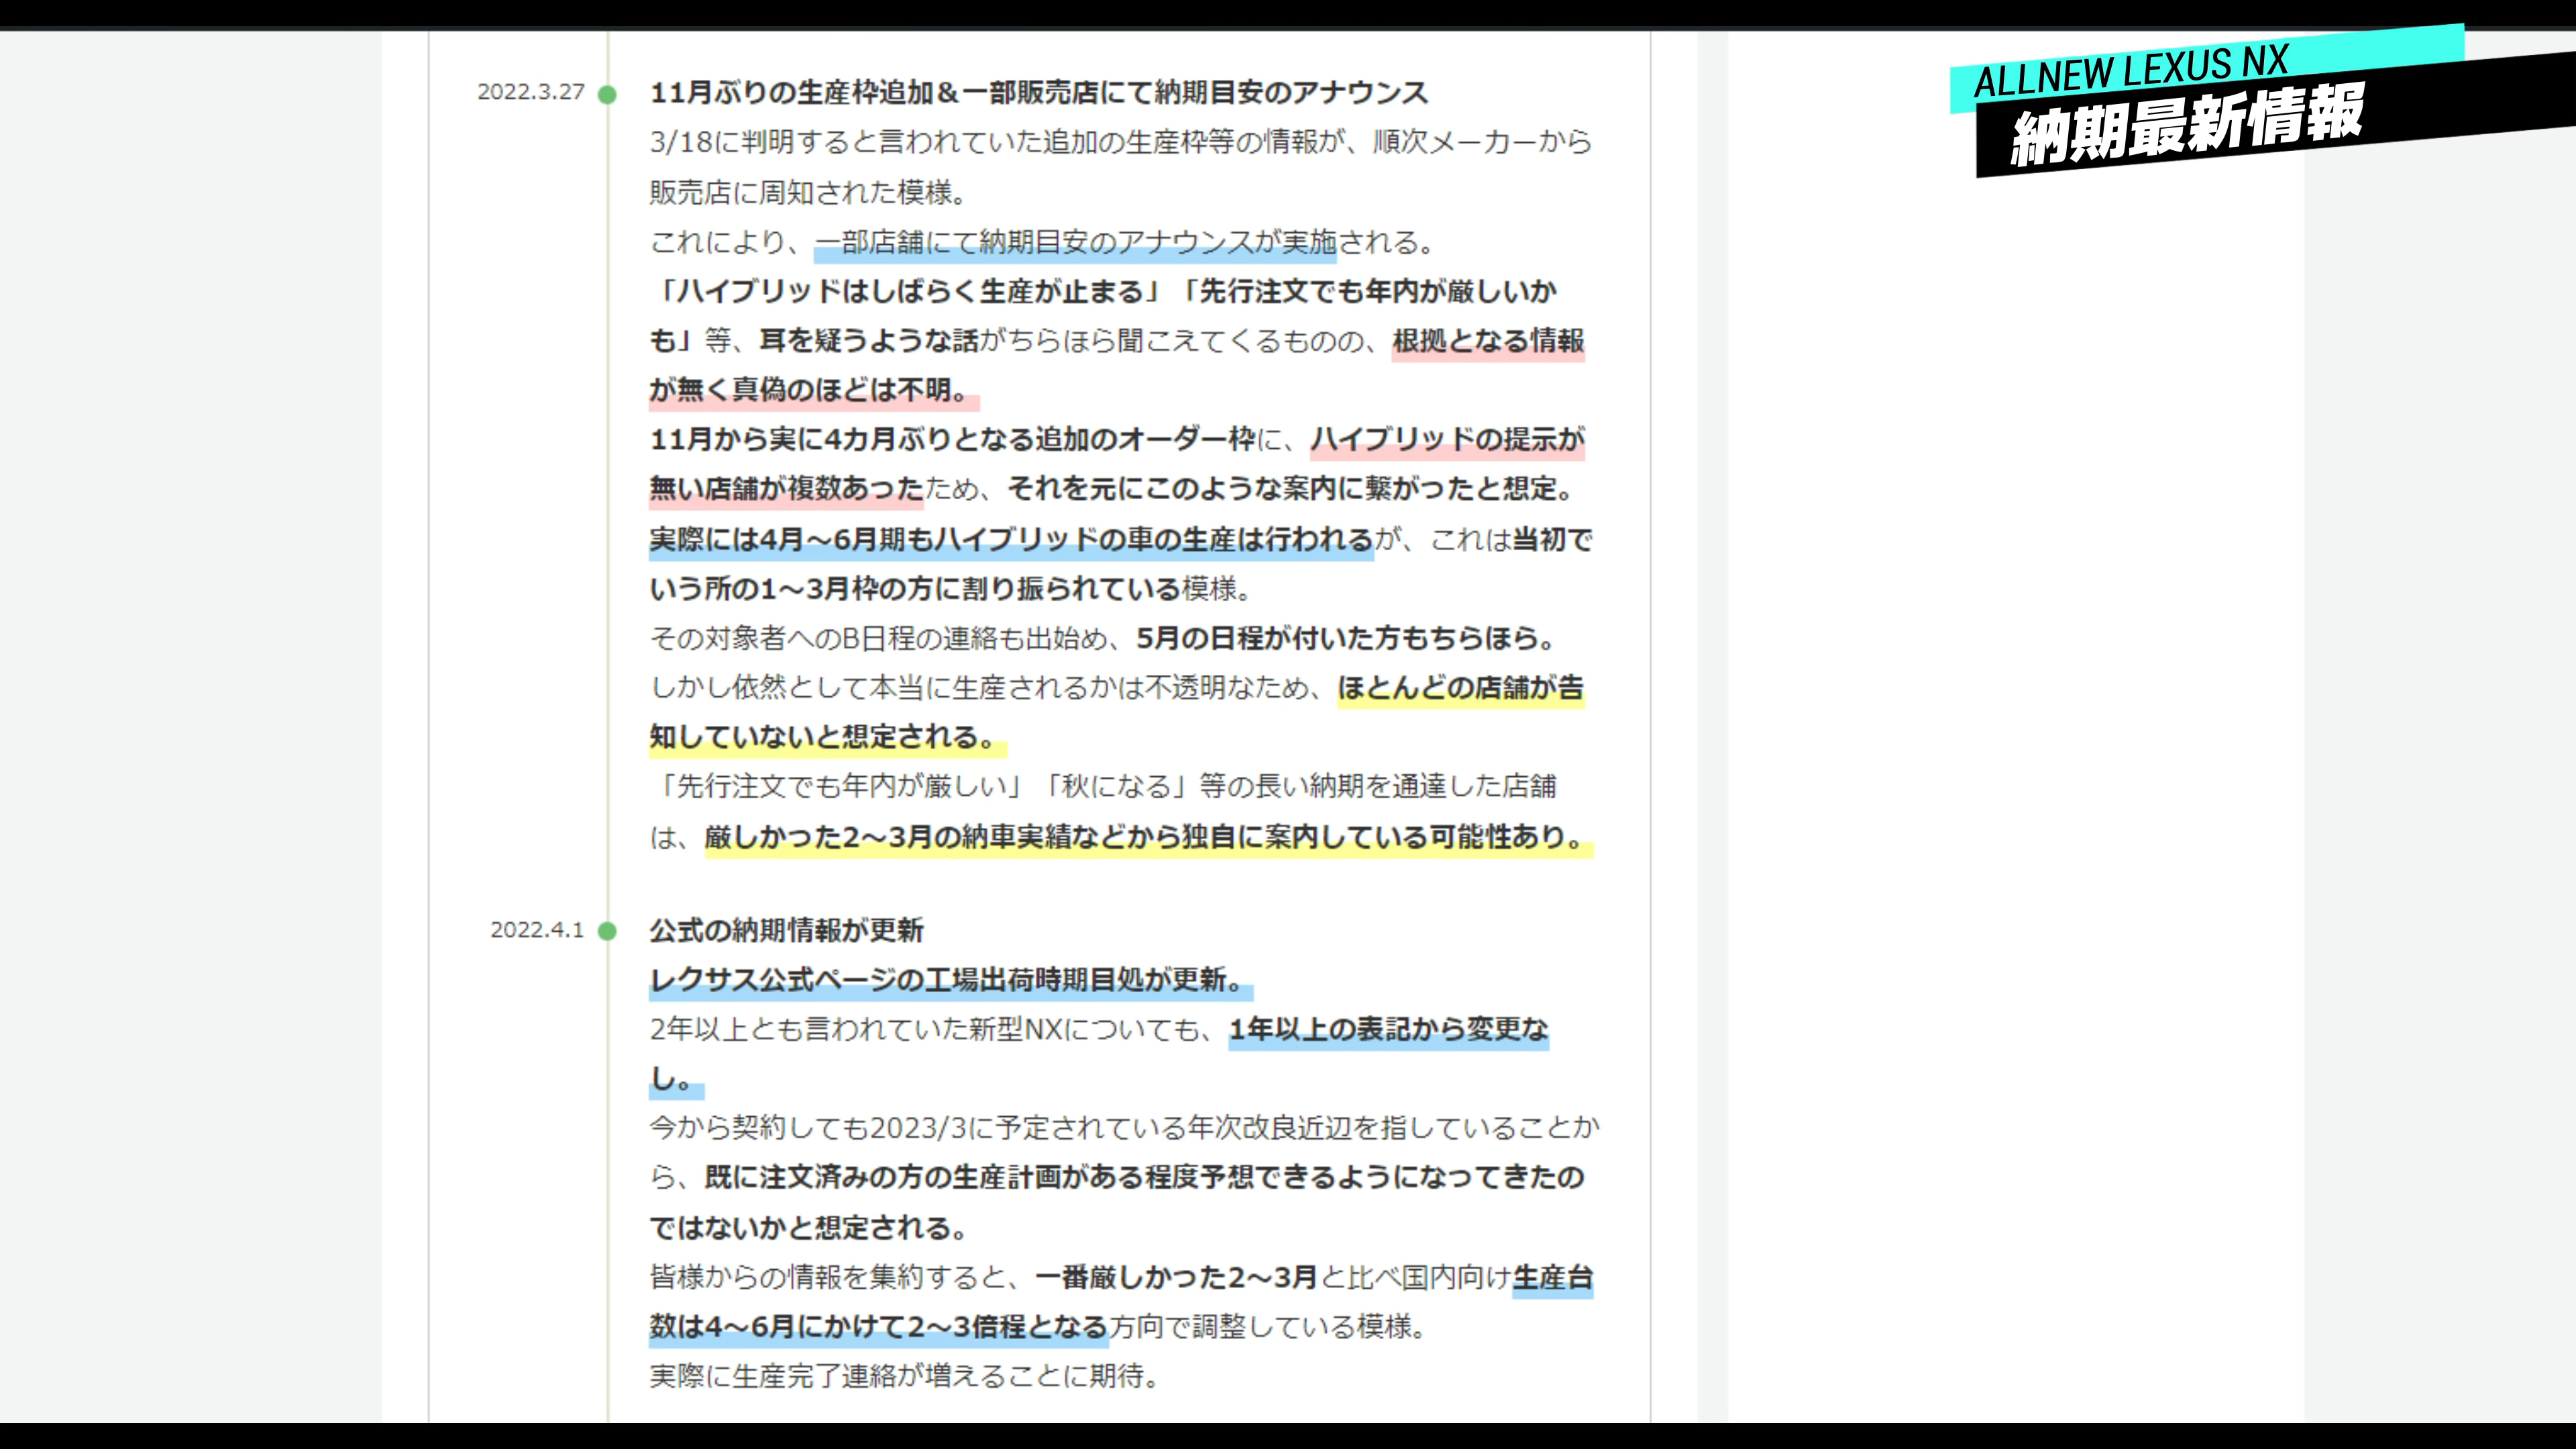 ALLNEW LEXUS NX
納期最新情報
2022.3.27
11月ぶりの生産枠追加＆一部販売店にて納期目安のアナウンス
3/18に判明すると言われていた追加の生産枠等の情報が、順次メーカーから
販売店に周知された模様。
これにより、一部店舗にて納期目安のアナウンスが実施される。
「ハイブリッドはしばらく生産が止まる」「先行注文でも年内が厳しいか
も」等、耳を疑うような話がちらほら聞こえてくるものの、根拠となる情報
が無く真偽のほどは不明。
11月から実に4カ月ぶりとなる追加のオーダー枠に、ハイブリッドの提示が
無い店舗が複数あったため、それを元にこのような案内に繋がったと想定。
実際には4月～6月期もハイブリッドの車の生産は行われるが、これは当初で
いう所の1～3月枠の方に割り振られている模様。
その対象者へのB日程の連絡も出始め、5月の日程が付いた方もちらほら。
しかし依然として本当に生産されるかは不透明なため、ほとんどの店舗が告
知していないと想定される。
「先行注文でも年内が厳しい」「秋になる」等の長い納期を通達した店舗
は、厳しかった2～3月の納車実績などから独自に案内している可能性あり。
2022.4.1
公式の納期情報が更新
レクサス公式ページの工場出荷時期目処が更新。
2年以上とも言われていた新型NXについても、1年以上の表記から変更な
し。
今から契約しても2023/3に予定されている年次改良近辺を指していることか
ら、既に注文済みの方の生産計画がある程度予想できるようになってきたの
ではないかと想定される。
皆様からの情報を集約すると、一番厳しかった2～3月と比べ国内向け生産台
数は4～6月にかけて2～3倍程となる方向で調整している模様。
実際に生産完了連絡が増えることに期待。